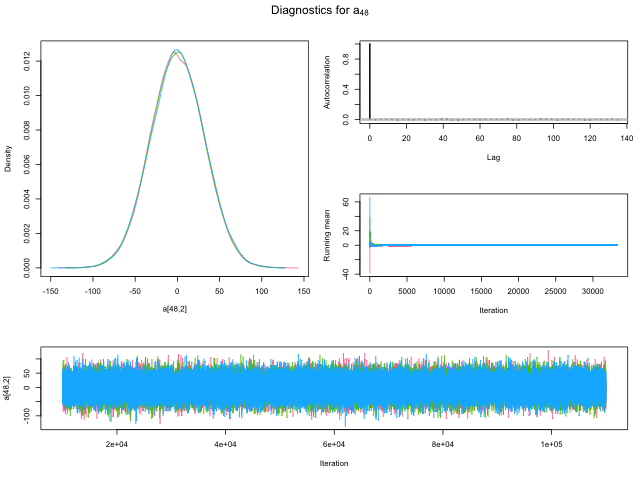 Diagnostics for a48
Density
0.000 0.002 0.004 0.006 0.008 0.010 0.012
-150 -100 -50 0 50 100 150
a[48,2]
Autocorrelation
0.0 0.4 0.8
0 20 40 60 80 100 120 140
Lag
Running mean
-40 0 20 60
0 5000 10000 15000 20000 25000 30000
Iteration
a[48,2]
-100 0 50
2e+04 4e+04 6e+04 8e+04 1e+05
Iteration